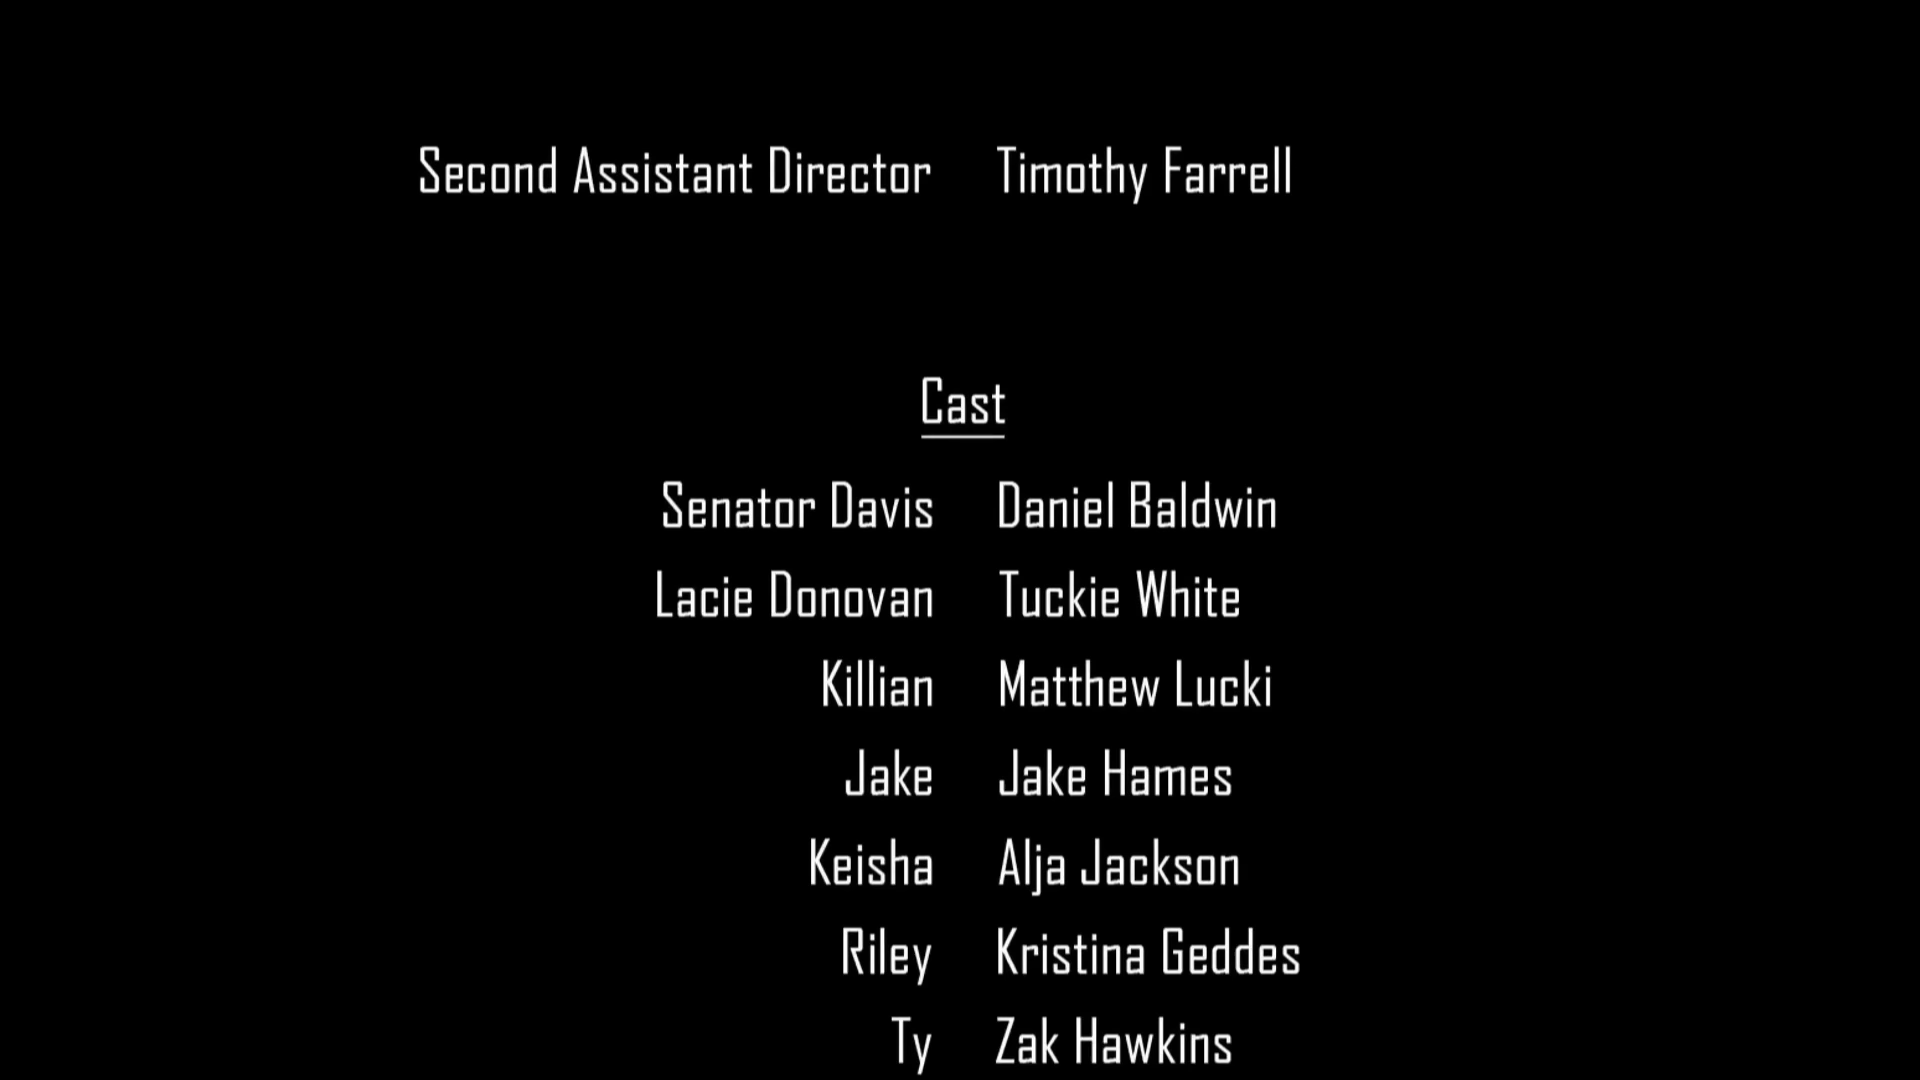 Second Assistant Director Timothy Farrell
Cast
Senator Davis Daniel Baldwin
Lacie Donovan Tuckie White
Killian Matthew Lucki
Jake Jake Hames
Keisha Alja Jackson
Riley Kristina Geddes
Ty Zak Hawkins